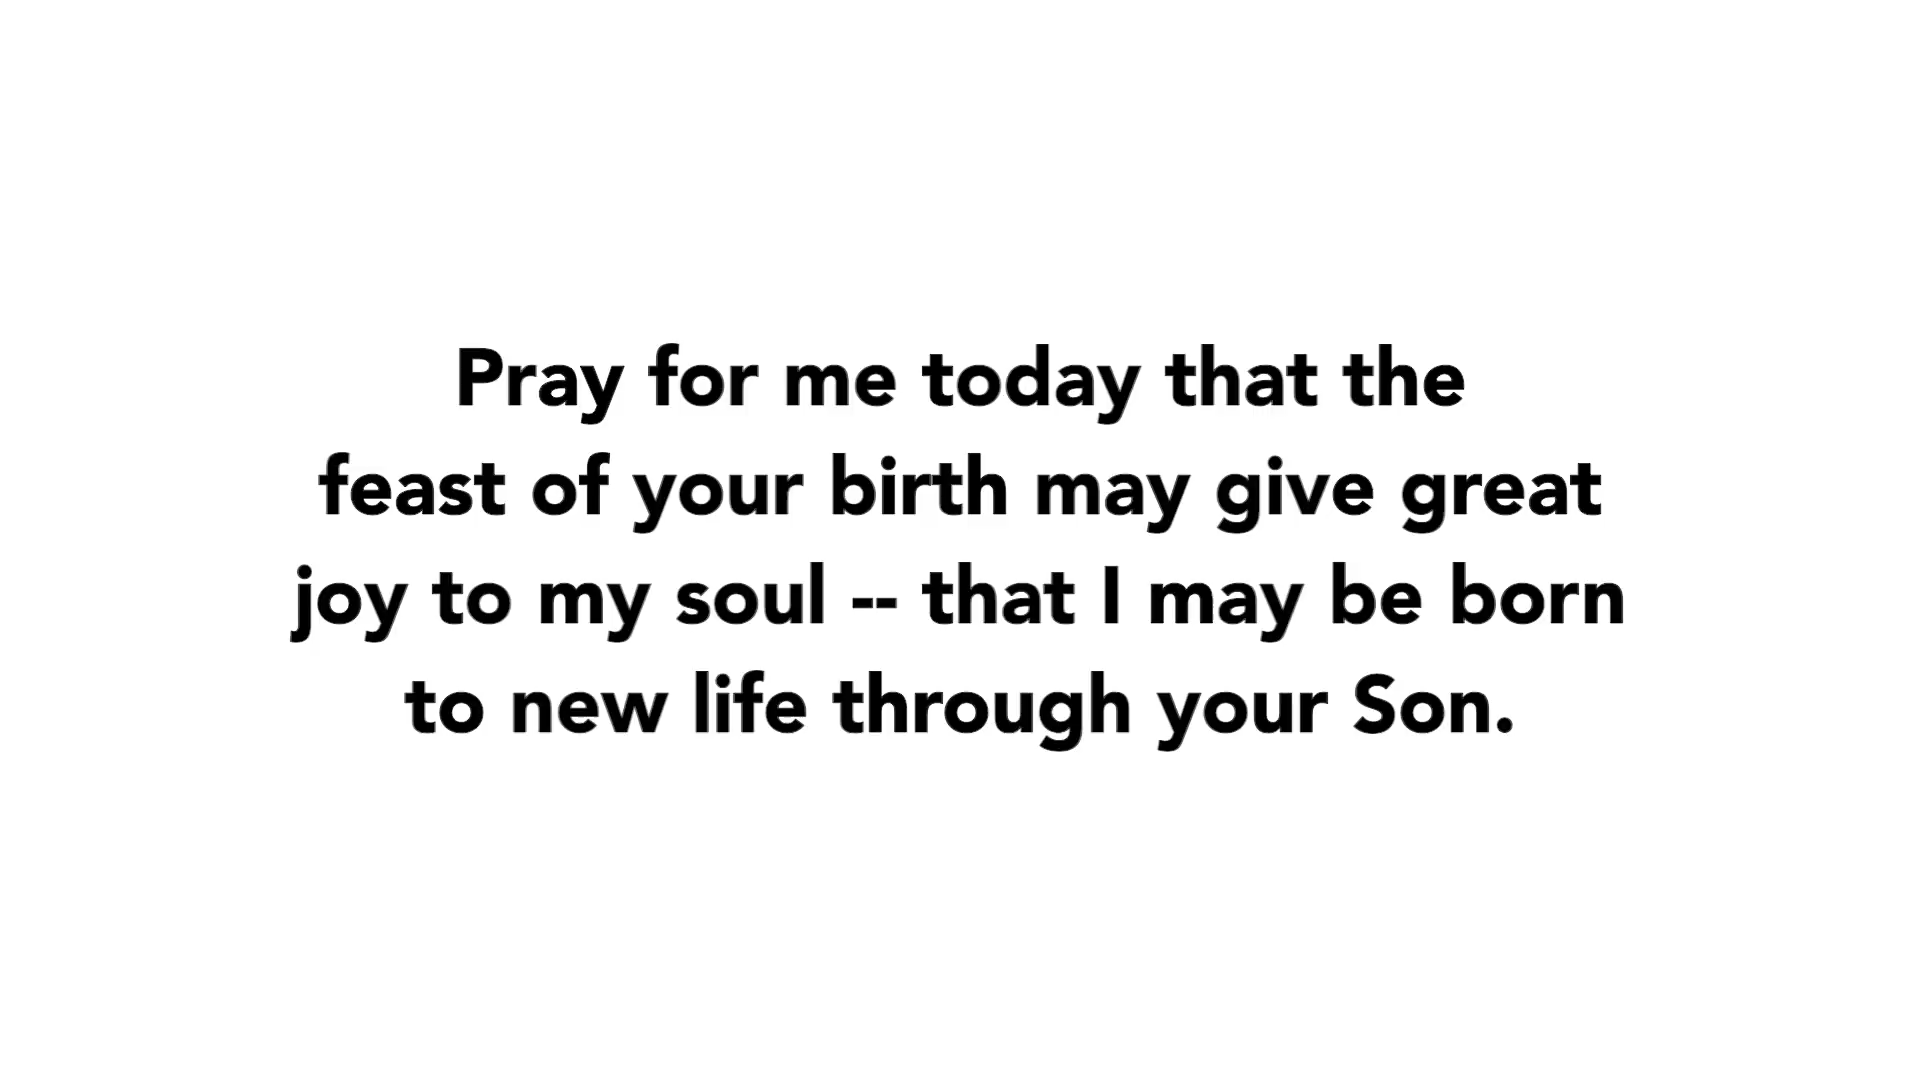 Pray for me today that the
feast of your birth may give great
joy to my soul -- that I may be born
to new life through your Son.